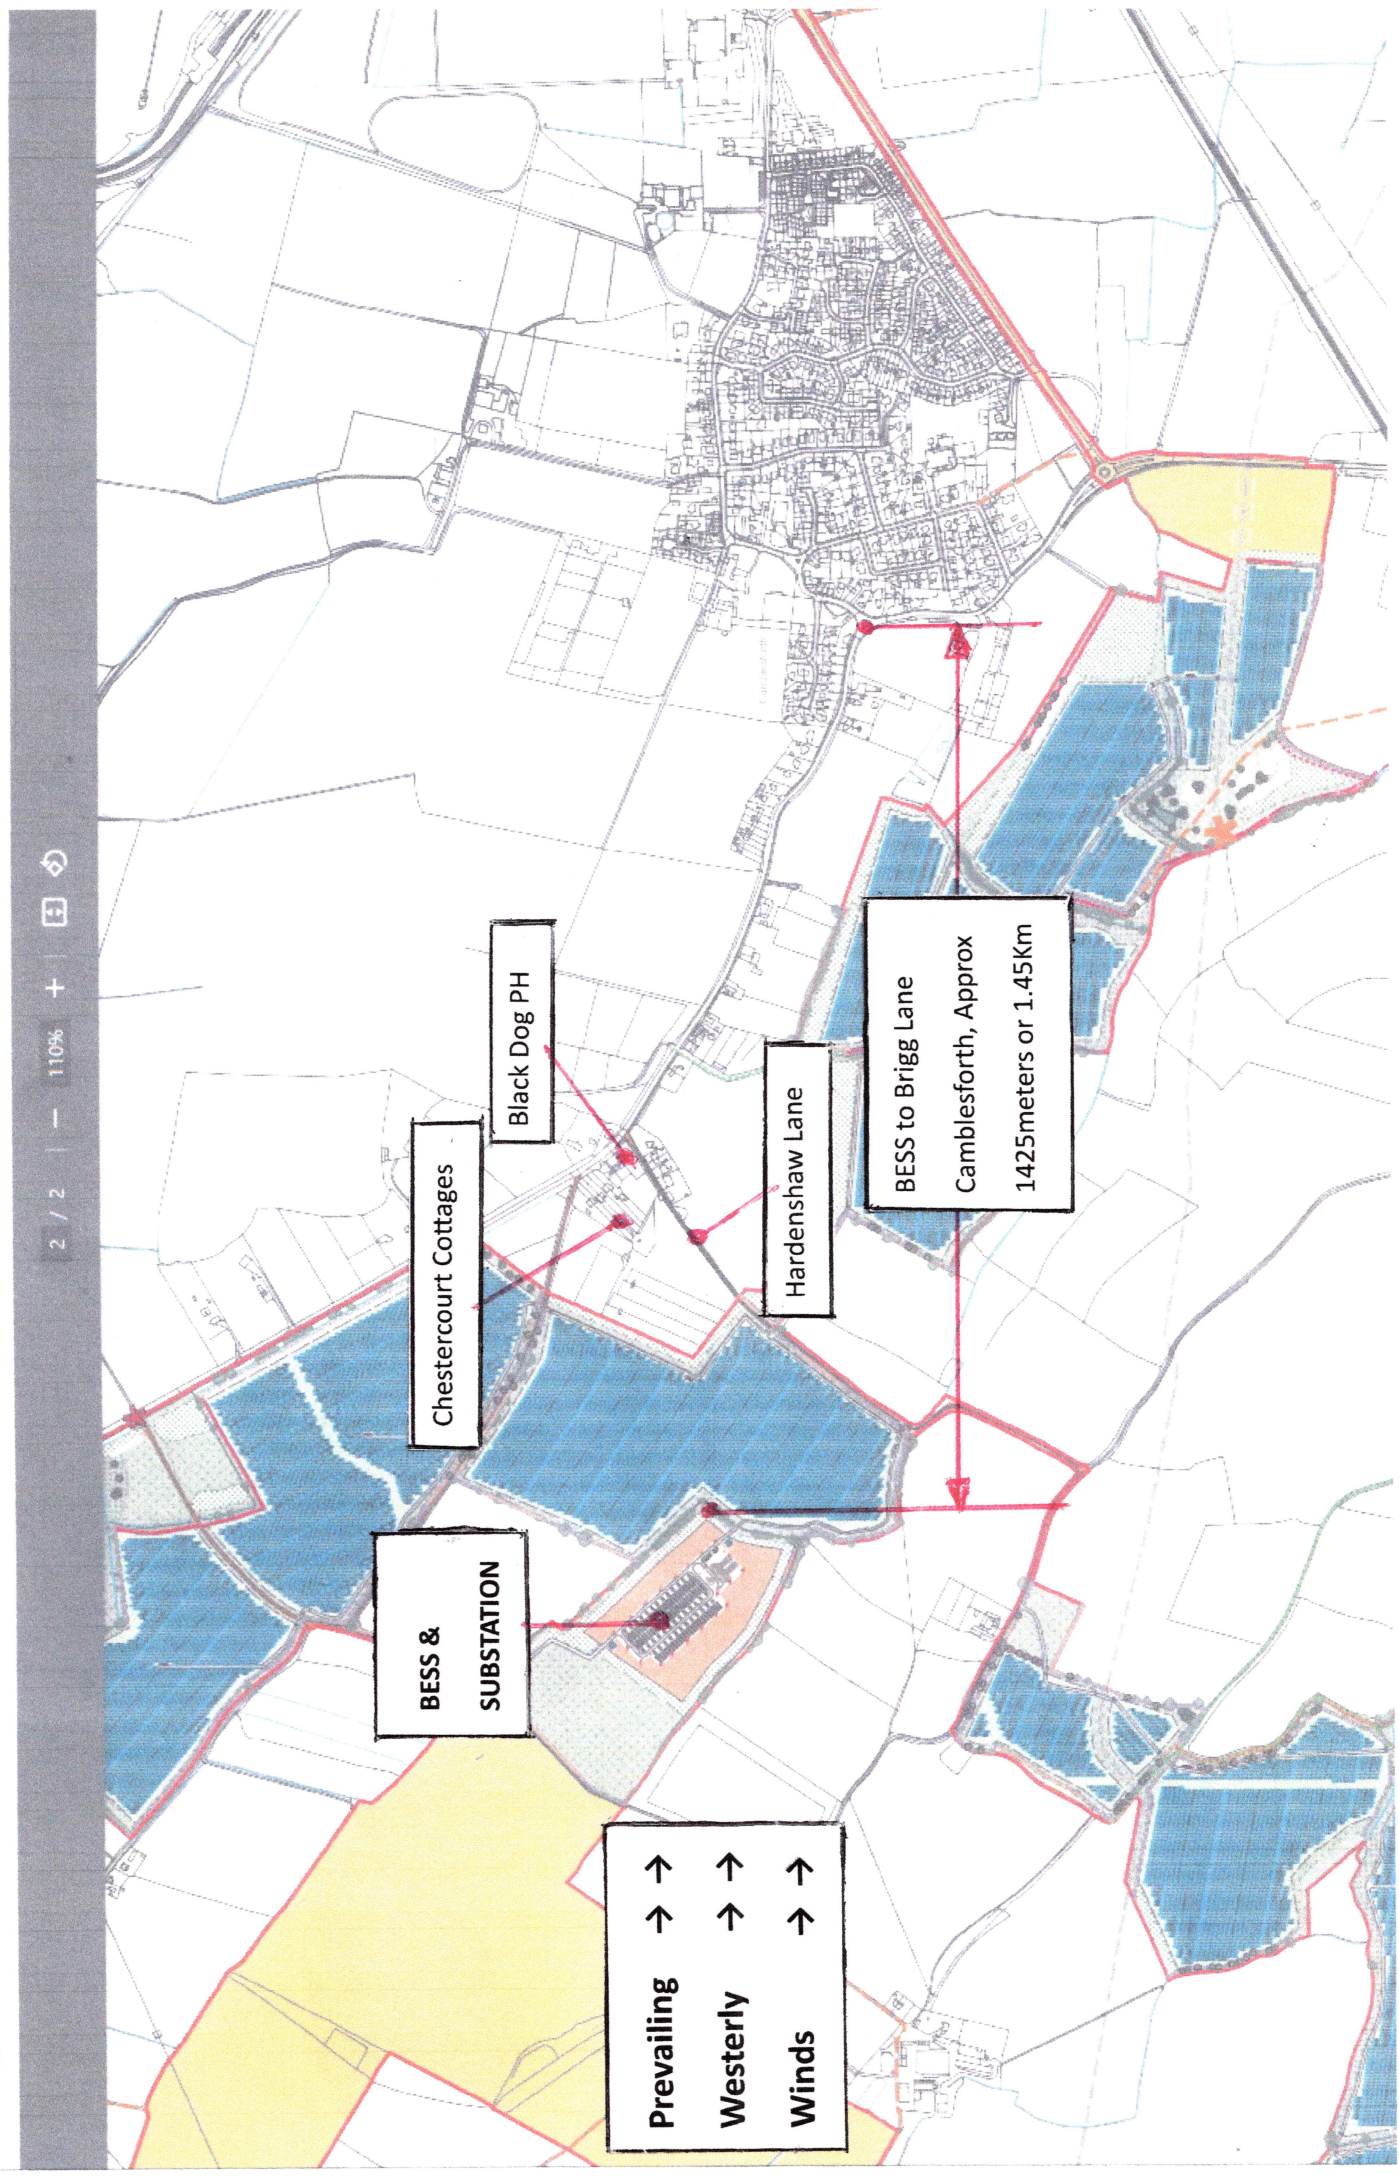 2 / 2 | − 110% + |
Chestercourt Cottages
Black Dog PH
BESS &
SUBSTATION
Hardenshaw Lane
Prevailing → →
Westerly → →
Winds → →
BESS to Brigg Lane
Camblesforth, Approx
1425meters or 1.45Km